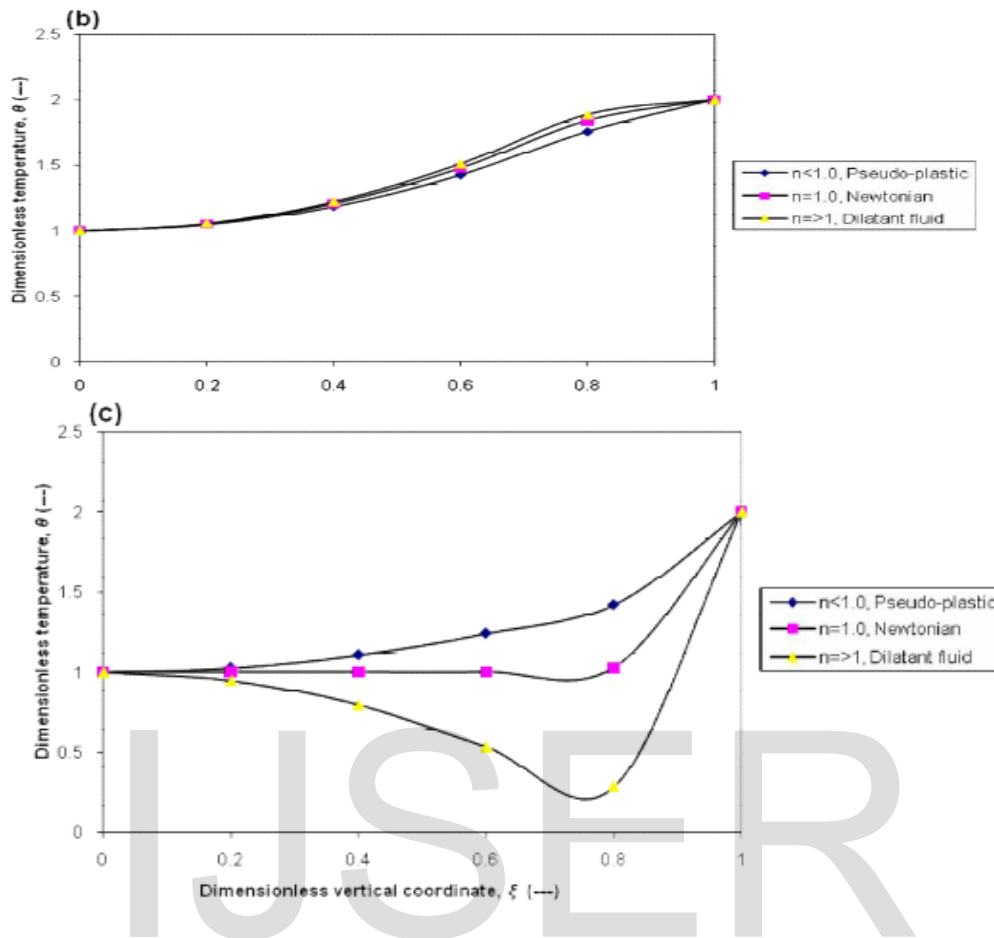 (b)
2.5
2
1.5
1
0.5
0
Dimensionless temperature, θ (---)
0 0.2 0.4 0.6 0.8 1
n<1.0, Pseudo-plastic
n=1.0, Newtonian
n=>1, Dilatant fluid
(c)
2.5
2
1.5
1
0.5
0
Dimensionless temperature, θ (---)
0 0.2 0.4 0.6 0.8 1
Dimensionless vertical coordinate, ξ (---)
n<1.0, Pseudo-plastic
n=1.0, Newtonian
n=>1, Dilatant fluid
IJSER